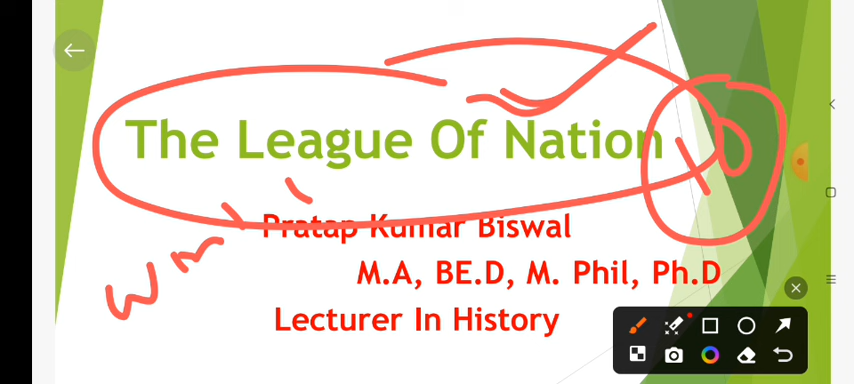 The League Of Nation
Pratap Kumar Biswal
M.A, BE.D, M. Phil, Ph.D
Lecturer In History